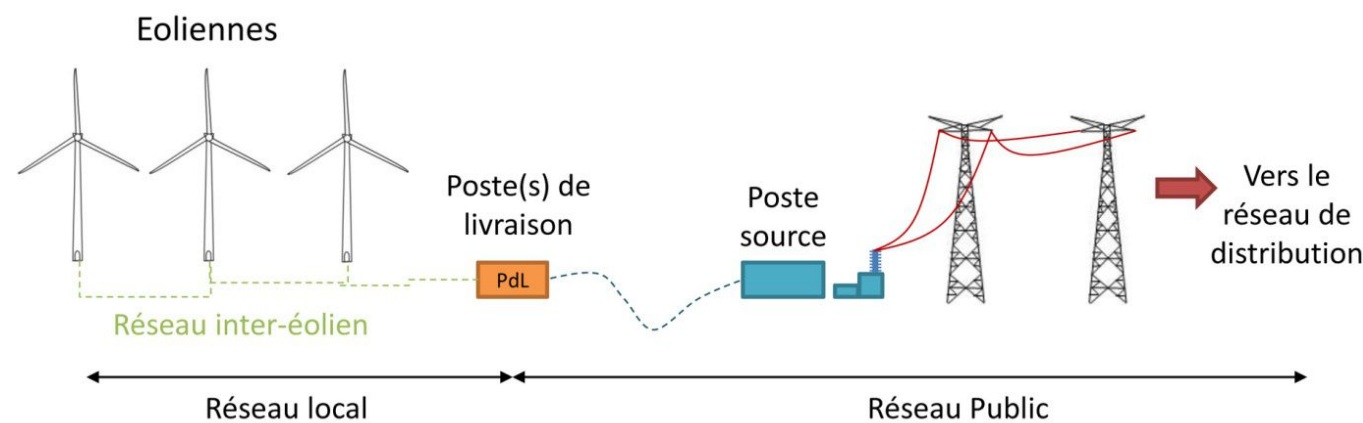 Eoliennes
Poste(s) de
livraison
PdL
Poste
source
Vers le
réseau de
distribution
Réseau inter-éolien
Réseau local
Réseau Public